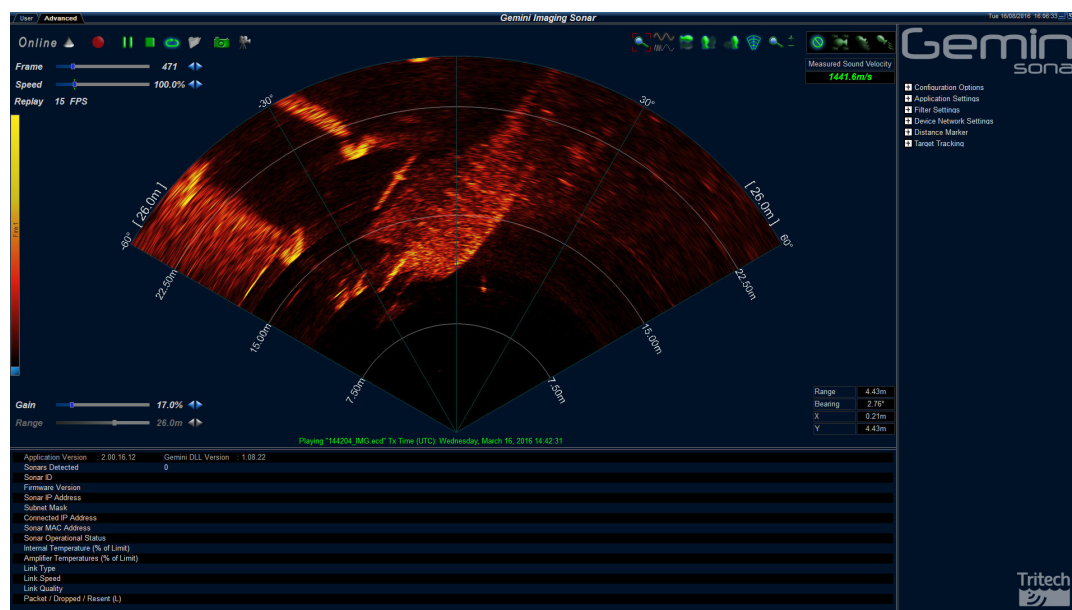 User Advanced
Gemini Imaging Sonar
Tue 16/08/2016 16:06:33
Online
Frame 471
Speed 100.0%
Replay 15 FPS
Measured Sound Velocity
1441.6m/s
Gemin
sona
Configuration Options
Application Settings
Filter Settings
Device Network Settings
Distance Marker
Target Tracking
-30°
30°
[ 26.0m ]
[ 26.0m ]
-60°
60°
22.50m
22.50m
15.00m
15.00m
7.50m
7.50m
Gain 17.0%
Range 26.0m
Range 4.43m
Bearing 2.76°
X 0.21m
Y 4.43m
Playing "144204_IMG.ecd" Tx Time (UTC): Wednesday, March 16, 2016 14:42:31
Application Version : 2.00.16.12 Gemini DLL Version : 1.08.22
Sonars Detected 0
Sonar ID
Firmware Version
Sonar IP Address
Subnet Mask
Connected IP Address
Sonar MAC Address
Sonar Operational Status
Internal Temperature (% of Limit)
Amplifier Temperatures (% of Limit)
Link Type
Link Speed
Link Quality
Packet / Dropped / Resent (L)
Tritech